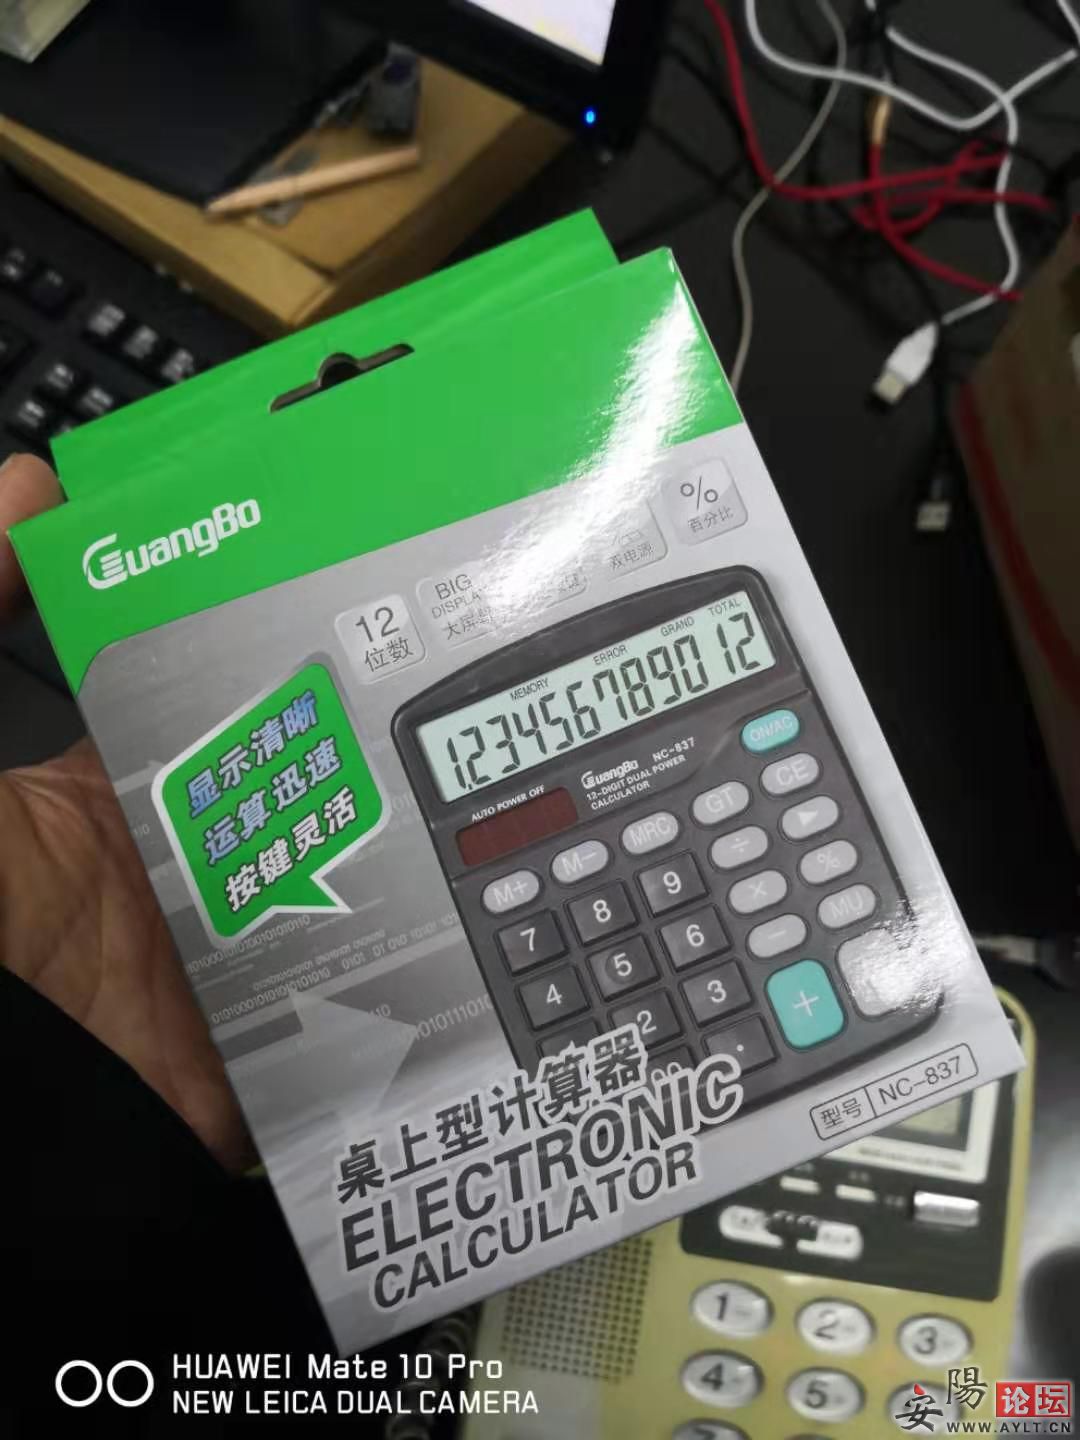 GuangBo
12
位数
BIG
DISPLA
大屏
双电源
%
百分比
显示清晰
运算迅速
按键灵活
MEMORY
ERROR
GRAND
TOTAL
1,234567890 12
GuangBo
NC-837
12-DIGIT DUAL POWER
CALCULATOR
AUTO POWER OFF
ON/AC
CE
M+
M−
MRC
GT
▶
7
8
9
÷
%
4
5
6
×
MU
2
3
−
.
+
桌上型计算器
ELECTRONIC
CALCULATOR
型号 NC-837
1
2
3
4
5
HUAWEI Mate 10 Pro
NEW LEICA DUAL CAMERA
安陽论坛
WWW.AYLT.CN